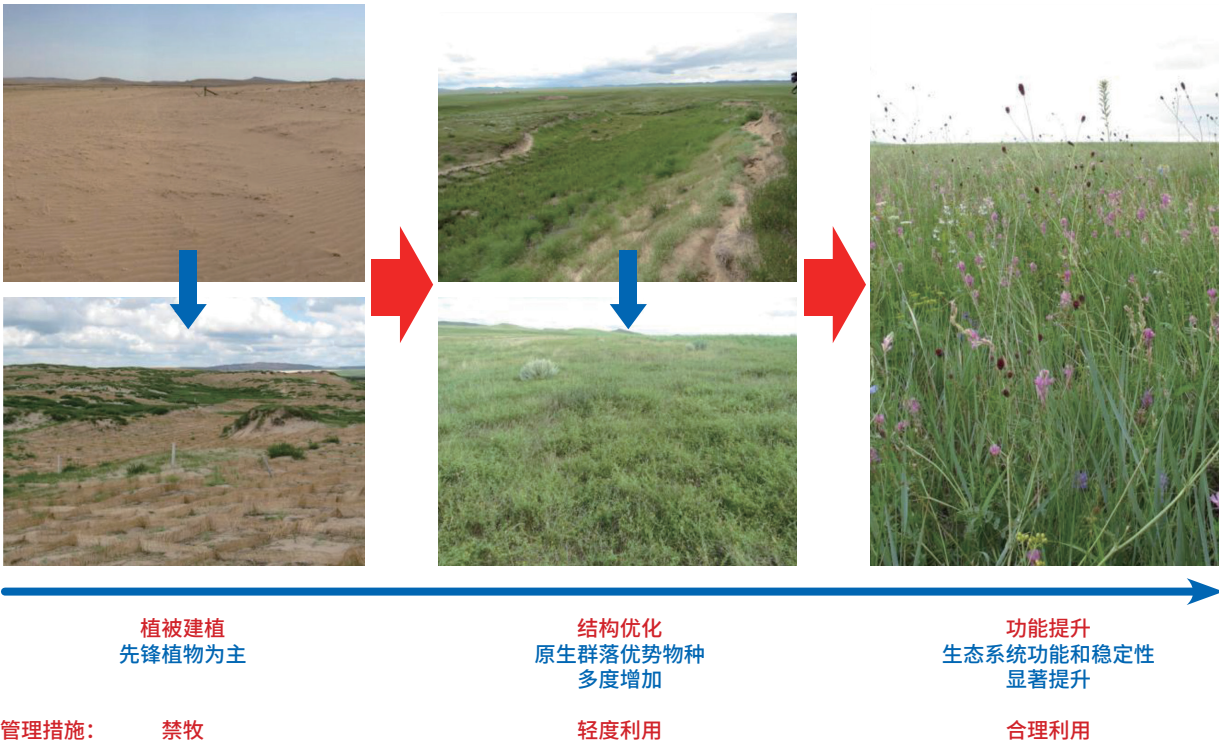 植被建植
先锋植物为主
结构优化
原生群落优势物种
多度增加
功能提升
生态系统功能和稳定性
显著提升
管理措施： 禁牧 轻度利用 合理利用